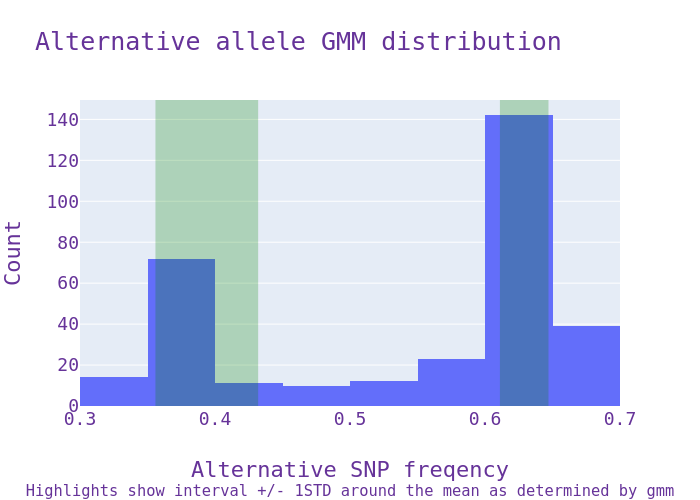 Alternative allele GMM distribution
140
120
100
80
60
40
20
0
Count
0.3 0.4 0.5 0.6 0.7
Alternative SNP freqency
Highlights show interval +/- 1STD around the mean as determined by gmm